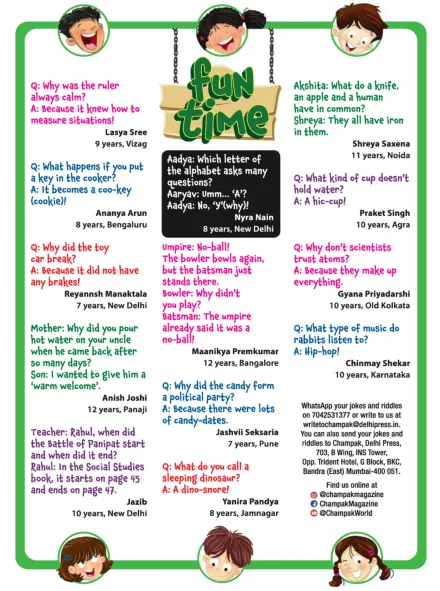 Q: Why was the ruler
always calm?
A: Because it knew how to
measure situations!
Lasya Sree
9 years, Vizag
Q: What happens if you put
a key in the cooker?
A: It becomes a coo-key
(cookie)!
Ananya Arun
8 years, Bengaluru
Q: Why did the toy
car break?
A: Because it did not have
any brakes!
Reyannsh Manaktala
7 years, New Delhi
Mother: Why did you pour
hot water on your uncle
when he came back after
so many days?
Son: I wanted to give him a
‘warm welcome’.
Anish Joshi
12 years, Panaji
Teacher: Rahul, when did
the Battle of Panipat start
and when did it end?
Rahul: In the Social Studies
book, it starts on page 45
and ends on page 47.
Jazib
10 years, New Delhi
fun
time
Aadya: Which letter of
the alphabet asks many
questions?
Aaryav: Umm... ‘A’?
Aadya: No, ‘Y’(why)!
Nyra Nain
8 years, New Delhi
Umpire: No-ball!
The bowler bowls again,
but the batsman just
stands there.
Bowler: Why didn’t
you play?
Batsman: The umpire
already said it was a
no-ball!
Maanikya Premkumar
12 years, Bangalore
Q: Why did the candy form
a political party?
A: Because there were lots
of candy-dates.
Jashvii Seksaria
7 years, Pune
Q: What do you call a
sleeping dinosaur?
A: A dino-snore!
Yanira Pandya
8 years, Jamnagar
Akshita: What do a knife,
an apple and a human
have in common?
Shreya: They all have iron
in them.
Shreya Saxena
11 years, Noida
Q: What kind of cup doesn’t
hold water?
A: A hic-cup!
Praket Singh
10 years, Agra
Q: Why don’t scientists
trust atoms?
A: Because they make up
everything.
Gyana Priyadarshi
10 years, Old Kolkata
Q: What type of music do
rabbits listen to?
A: Hip-hop!
Chinmay Shekar
10 years, Karnataka
WhatsApp your jokes and riddles
on 7042531377 or write to us at
writetochampak@delhipress.in.
You can also send your jokes and
riddles to Champak, Delhi Press,
703, B Wing, INS Tower,
Opp. Trident Hotel, G Block, BKC,
Bandra (East) Mumbai-400 051.
Find us online at
@champakmagazine
ChampakMagazine
@ChampakWorld